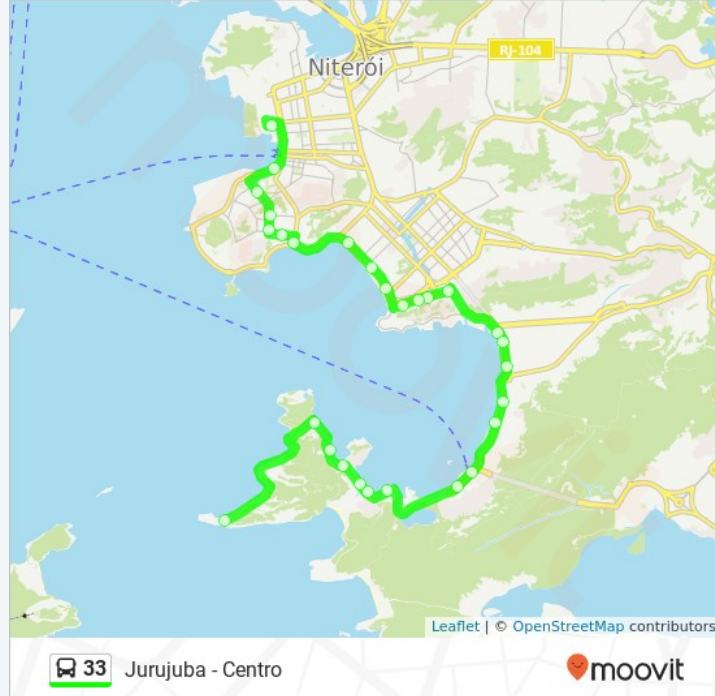 RJ-104
Niterói
Leaflet | © OpenStreetMap contributors
33 Jurujuba - Centro
moovit